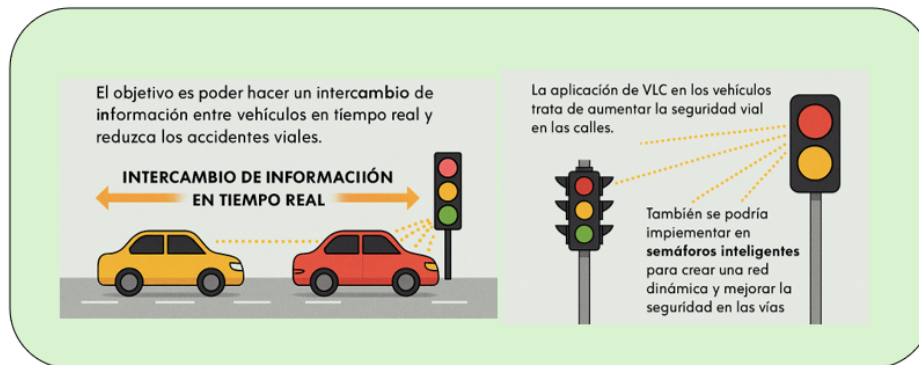 El objetivo es poder hacer un intercambio de
información entre vehículos en tiempo real y
reduzca los accidentes viales.
INTERCAMBIO DE INFORMACIIÓN
EN TIEMPO REAL
La aplicación de VLC en los vehículos
trata de aumentar la seguridad vial
en las calles.
También se podría
impiementar en
semáforos inteligentes
para crear una red
dinámica y mejorar la
seguridad en las vías